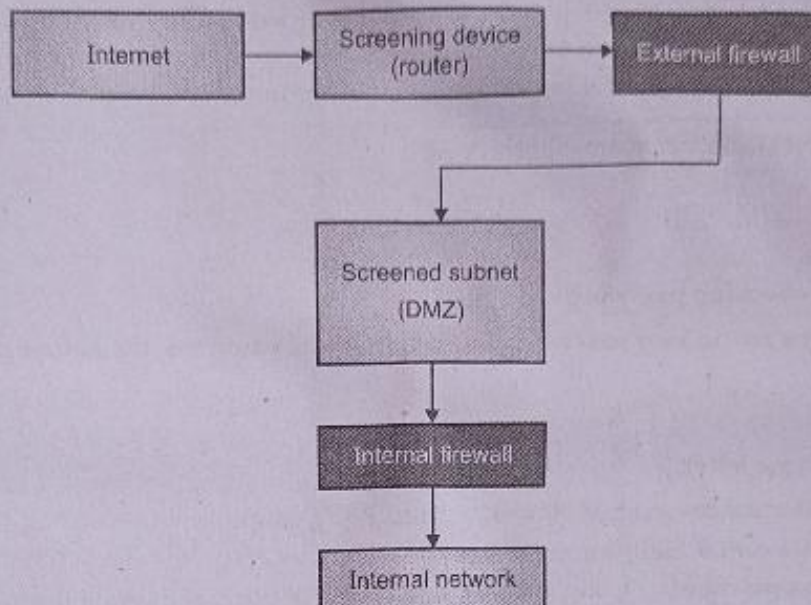 Internet
Screening device
(router)
External firewall
Screened subnet
(DMZ)
Internal firewall
Internal network